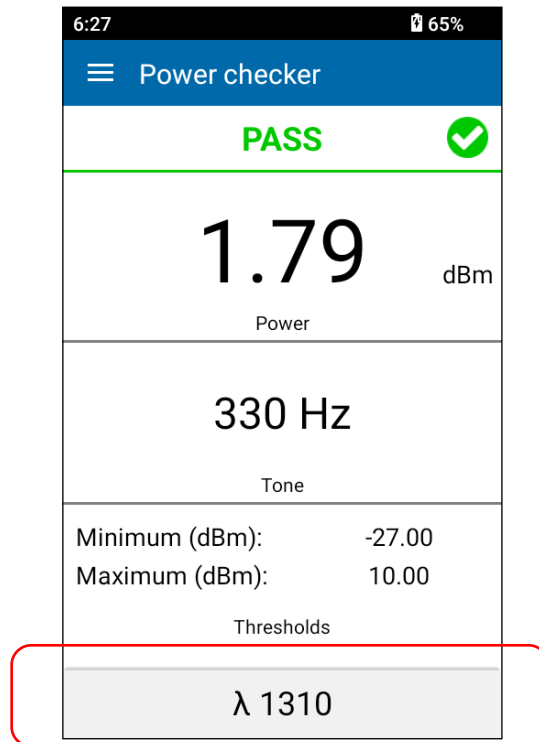 6:27 65%
Power checker
PASS
1.79 dBm
Power
330 Hz
Tone
Minimum (dBm): -27.00
Maximum (dBm): 10.00
Thresholds
λ 1310